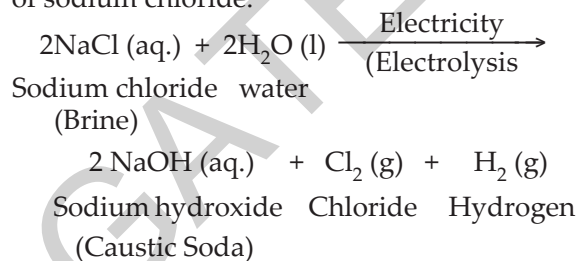 of sodium chloride.
2NaCl (aq.) + 2H₂O (l) Electricity
(Electrolysis
Sodium chloride water
(Brine)
2 NaOH (aq.) + Cl₂ (g) + H₂ (g)
Sodium hydroxide Chloride Hydrogen
(Caustic Soda)
GATE